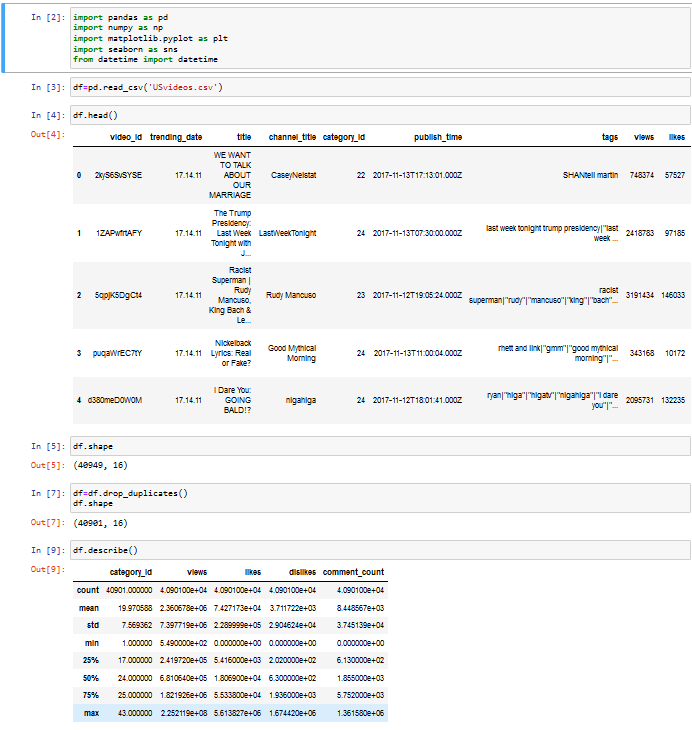 In [2]: import pandas as pd
import numpy as np
import matplotlib.pyplot as plt
import seaborn as sns
from datetime import datetime
In [3]: df=pd.read_csv('USvideos.csv')
In [4]: df.head()
Out[4]:
video_id trending_date title channel_title category_id publish_time tags views likes
0 2kyS6SvSYSE 17.14.11 WE WANT TO TALK ABOUT OUR MARRIAGE CaseyNeistat 22 2017-11-13T17:13:01.000Z SHANtell martin 748374 57527
1 1ZAPwfrtAFY 17.14.11 The Trump Presidency: Last Week Tonight with J... LastWeekTonight 24 2017-11-13T07:30:00.000Z last week tonight trump presidency|"last week ... 2418783 97185
2 5qpjK5DgCt4 17.14.11 Racist Superman | Rudy Mancuso, King Bach & Le... Rudy Mancuso 23 2017-11-12T19:05:24.000Z racist superman|"rudy"|"mancuso"|"king"|"bach"... 3191434 146033
3 puqaWrEC7tY 17.14.11 Nickelback Lyrics: Real or Fake? Good Mythical Morning 24 2017-11-13T11:00:04.000Z rhett and link|"gmm"|"good mythical morning"|"... 343168 10172
4 d380meD0W0M 17.14.11 I Dare You: GOING BALD!? nigahiga 24 2017-11-12T18:01:41.000Z ryan|"higa"|"higatv"|"nigahiga"|"i dare you"|"... 2095731 132235
In [5]: df.shape
Out[5]: (40949, 16)
In [7]: df=df.drop_duplicates()
df.shape
Out[7]: (40901, 16)
In [9]: df.describe()
Out[9]:
category_id views likes dislikes comment_count
count 40901.000000 4.090100e+04 4.090100e+04 4.090100e+04 4.090100e+04
mean 19.970588 2.360678e+06 7.427173e+04 3.711722e+03 8.448567e+03
std 7.569362 7.397719e+06 2.289999e+05 2.904624e+04 3.745139e+04
min 1.000000 5.490000e+02 0.000000e+00 0.000000e+00 0.000000e+00
25% 17.000000 2.419720e+05 5.416000e+03 2.020000e+02 6.130000e+02
50% 24.000000 6.810640e+05 1.806900e+04 6.300000e+02 1.855000e+03
75% 25.000000 1.821926e+06 5.533800e+04 1.936000e+03 5.752000e+03
max 43.000000 2.252119e+08 5.613827e+06 1.674420e+06 1.361580e+06